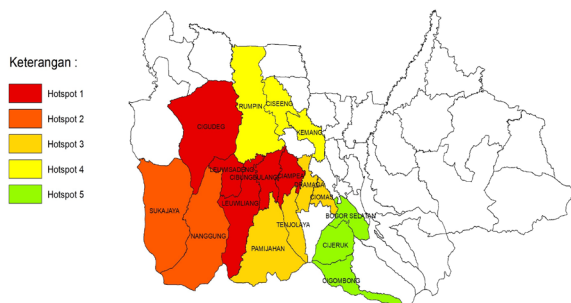 Keterangan :
Hotspot 1
Hotspot 2
Hotspot 3
Hotspot 4
Hotspot 5
RUMPIN
CISEENG
CIGUDEG
KEMANG
LEUWISADENG
CIBUNGBULANG
CIAMPEA
DRAMAGA
CIOMAS
SUKAJAYA
LEUWILIANG
BOGOR SELATAN
TENJOLAYA
NANGGUNG
PAMIJAHAN
CIJERUK
CIGOMBONG